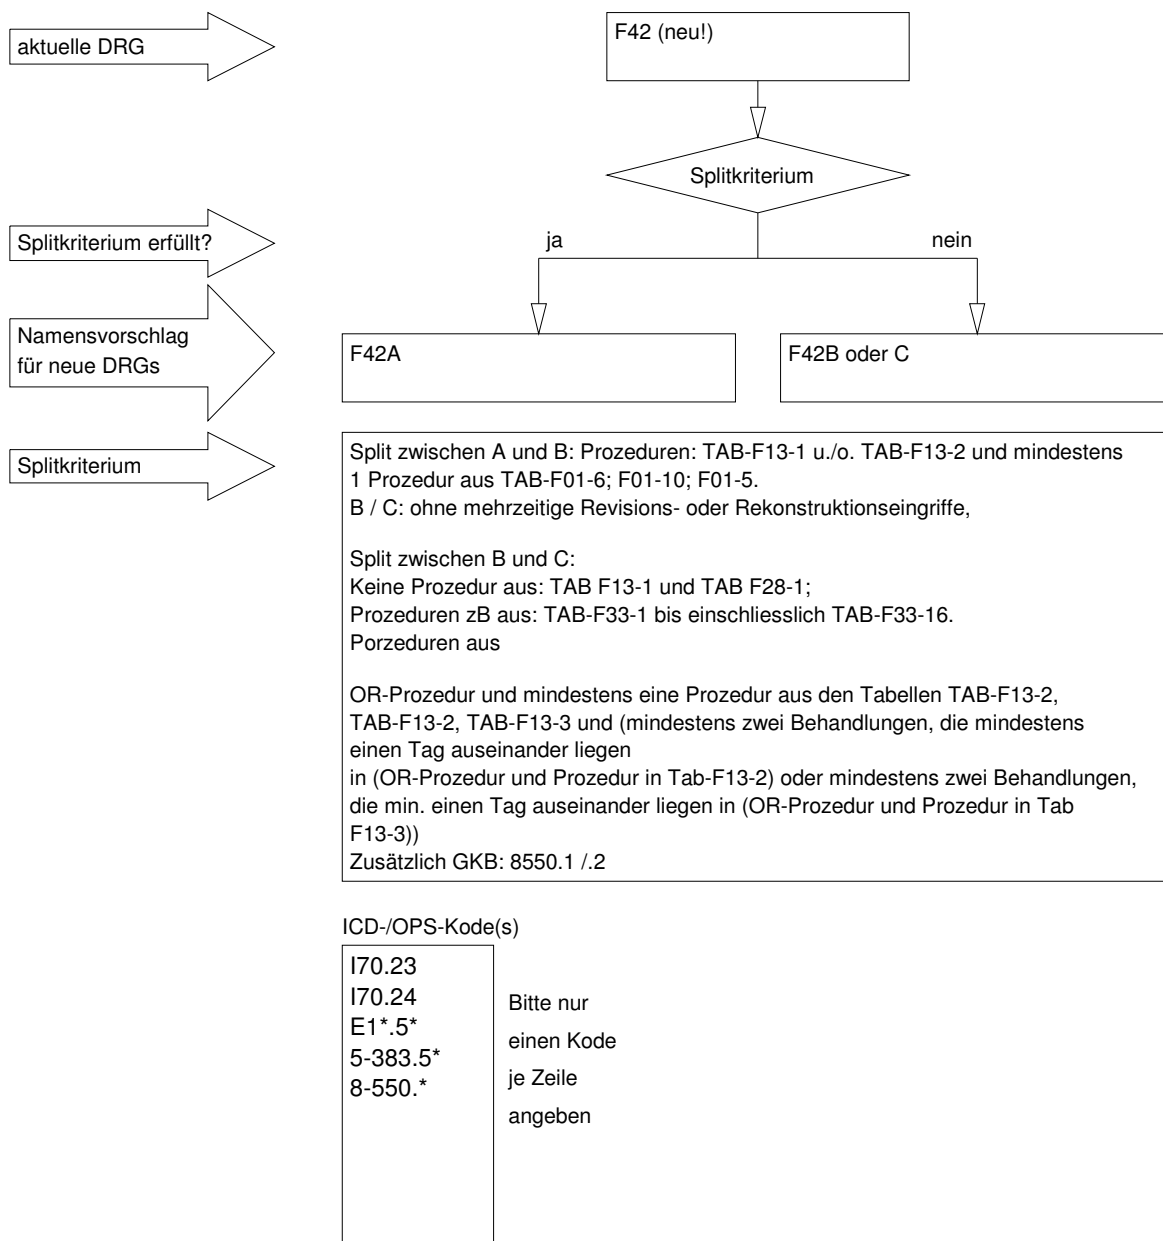 aktuelle DRG
F42 (neu!)
Splitkriterium
Splitkriterium erfüllt?
ja
nein
Namensvorschlag
für neue DRGs
F42A
F42B oder C
Splitkriterium
Split zwischen A und B: Prozeduren: TAB-F13-1 u./o. TAB-F13-2 und mindestens
1 Prozedur aus TAB-F01-6; F01-10; F01-5.
B / C: ohne mehrzeitige Revisions- oder Rekonstruktionseingriffe,
Split zwischen B und C:
Keine Prozedur aus: TAB F13-1 und TAB F28-1;
Prozeduren zB aus: TAB-F33-1 bis einschliesslich TAB-F33-16.
Porzeduren aus
OR-Prozedur und mindestens eine Prozedur aus den Tabellen TAB-F13-2,
TAB-F13-2, TAB-F13-3 und (mindestens zwei Behandlungen, die mindestens
einen Tag auseinander liegen
in (OR-Prozedur und Prozedur in Tab-F13-2) oder mindestens zwei Behandlungen,
die min. einen Tag auseinander liegen in (OR-Prozedur und Prozedur in Tab
F13-3))
Zusätzlich GKB: 8550.1 /.2
ICD-/OPS-Kode(s)
I70.23
I70.24
E1*.5*
5-383.5*
8-550.*
Bitte nur
einen Kode
je Zeile
angeben